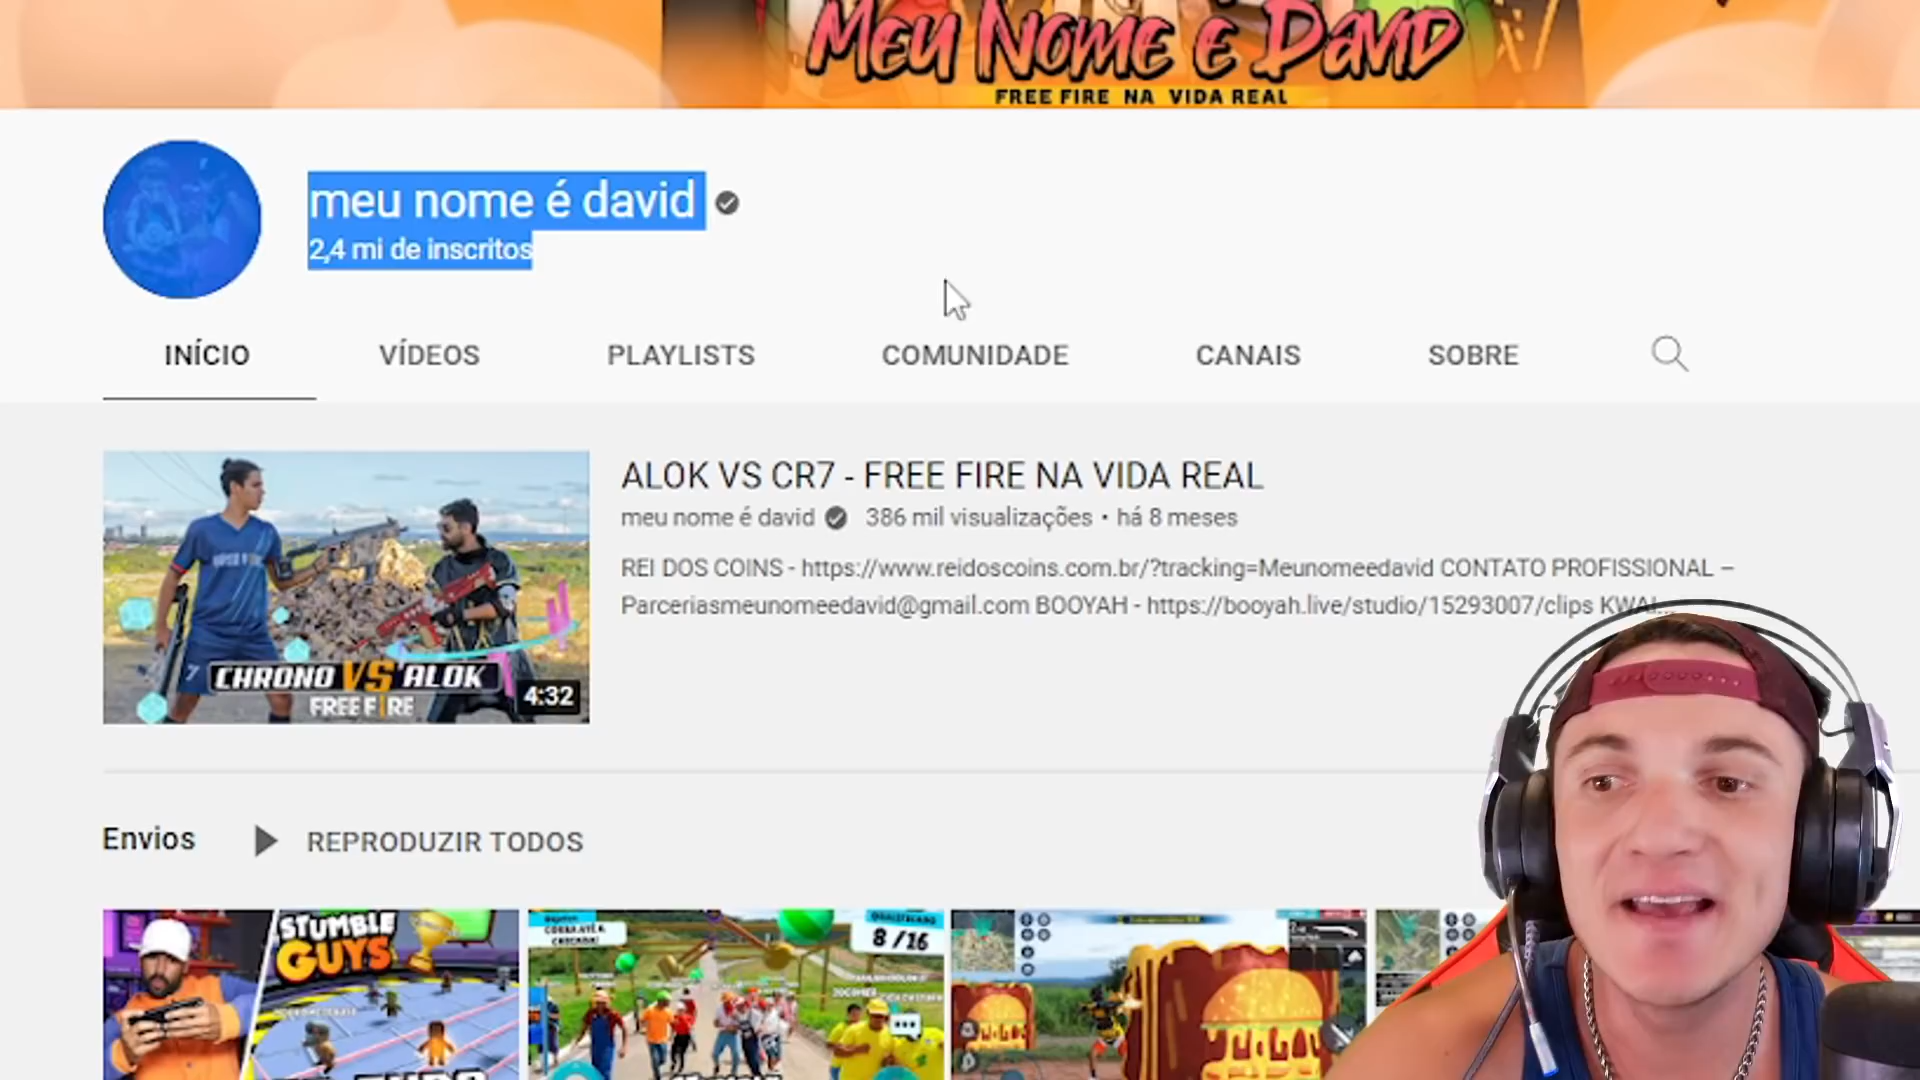 MEU NOME E DAVID
FREE FIRE NA VIDA REAL
meu nome é david
2,4 mi de inscritos
INÍCIO VÍDEOS PLAYLISTS COMUNIDADE CANAIS SOBRE
ALOK VS CR7 - FREE FIRE NA VIDA REAL
meu nome é david 386 mil visualizações • há 8 meses
REI DOS COINS - https://www.reidoscoins.com.br/?tracking=Meunomeedavid CONTATO PROFISSIONAL –
Parceriasmeunomeedavid@gmail.com BOOYAH - https://booyah.live/studio/15293007/clips KWAI...
7
CHRONO VS ALOK
FREE FIRE
4:32
Envios REPRODUZIR TODOS
STUMBLE
GUYS
8/16